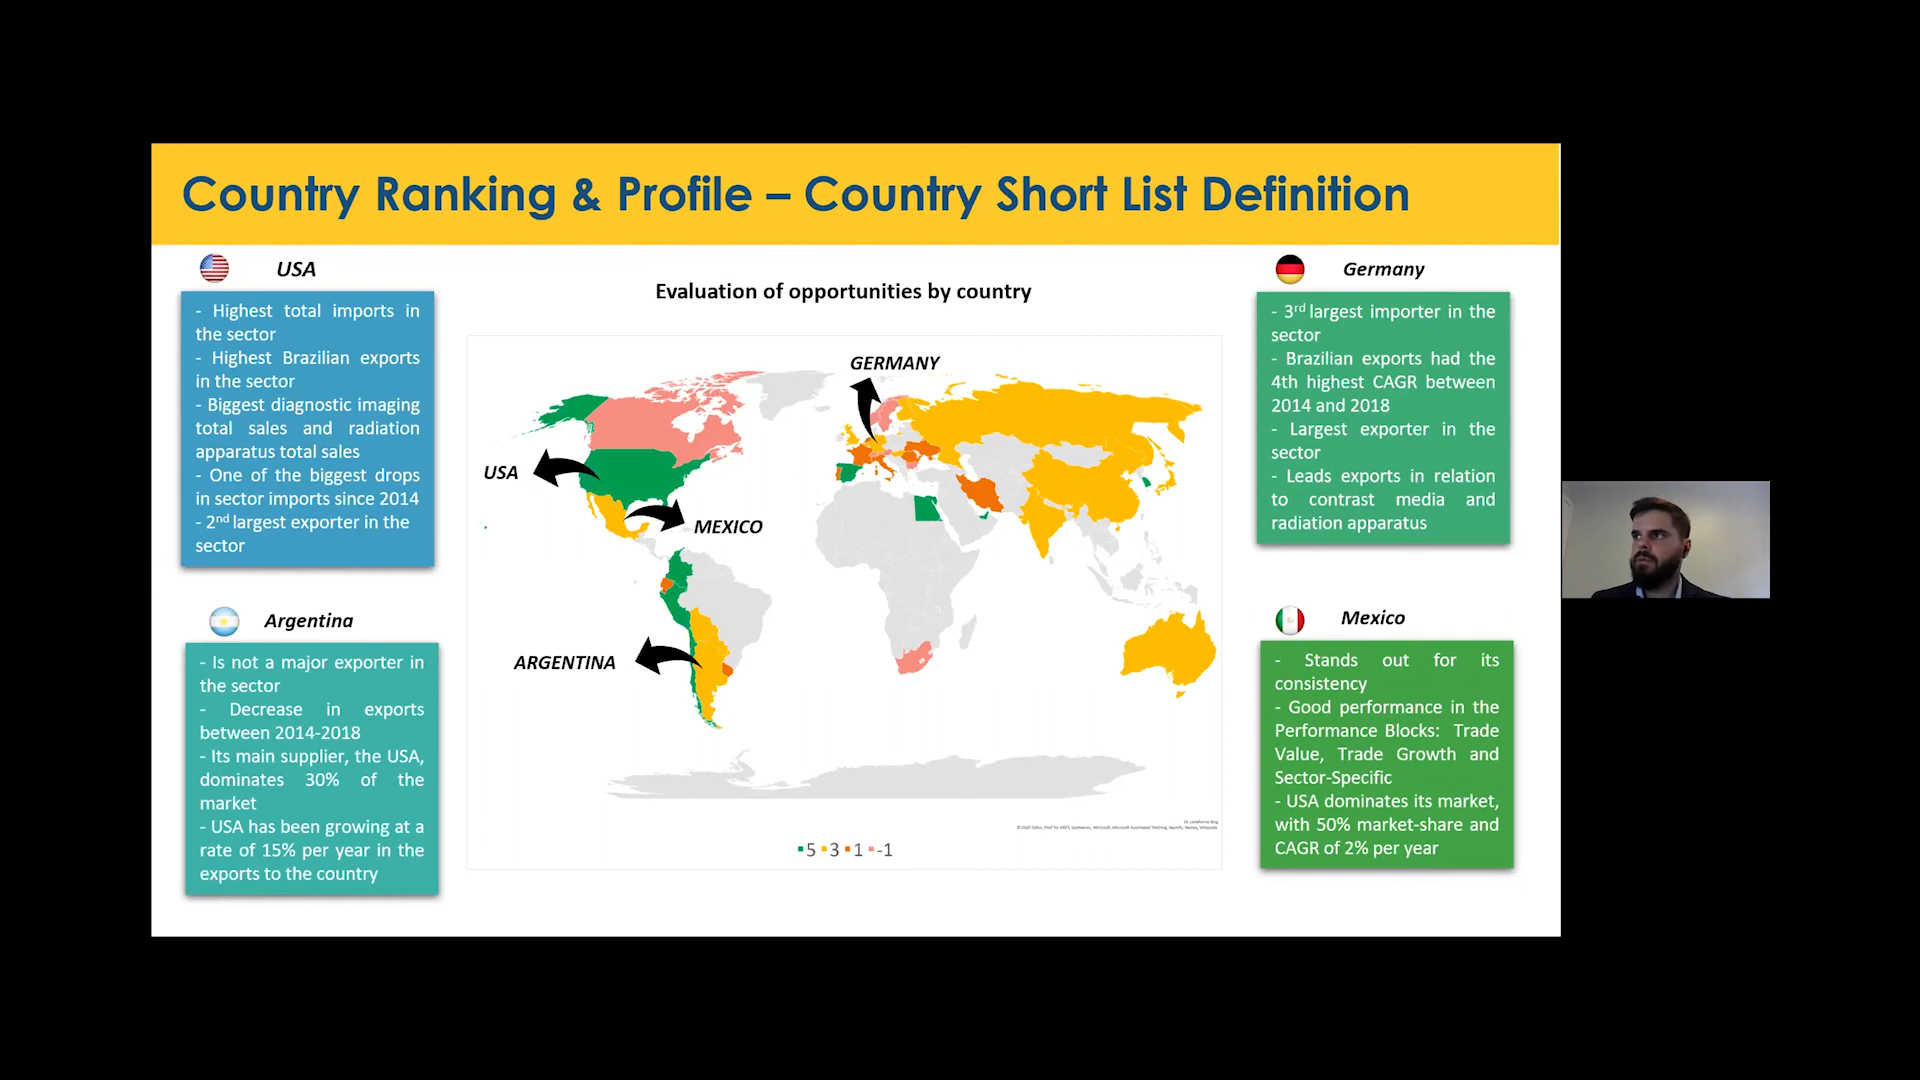 Country Ranking & Profile – Country Short List Definition
USA
- Highest total imports in
the sector
- Highest Brazilian exports
in the sector
- Biggest diagnostic imaging
total sales and radiation
apparatus total sales
- One of the biggest drops
in sector imports since 2014
- 2nd largest exporter in the
sector
Argentina
- Is not a major exporter in
the sector
- Decrease in exports
between 2014-2018
- Its main supplier, the USA,
dominates 30% of the
market
- USA has been growing at a
rate of 15% per year in the
exports to the country
Evaluation of opportunities by country
GERMANY
USA
MEXICO
ARGENTINA
5 3 1 -1
Germany
- 3rd largest importer in the
sector
- Brazilian exports had the
4th highest CAGR between
2014 and 2018
- Largest exporter in the
sector
- Leads exports in relation
to contrast media and
radiation apparatus
Mexico
- Stands out for its
consistency
- Good performance in the
Performance Blocks: Trade
Value, Trade Growth and
Sector-Specific
- USA dominates its market,
with 50% market-share and
CAGR of 2% per year